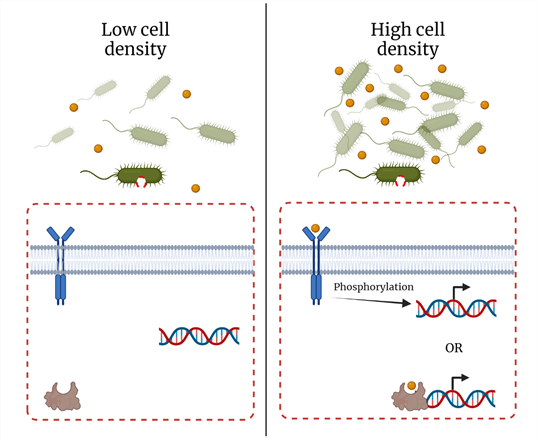 Low cell
density
High cell
density
Phosphorylation
OR